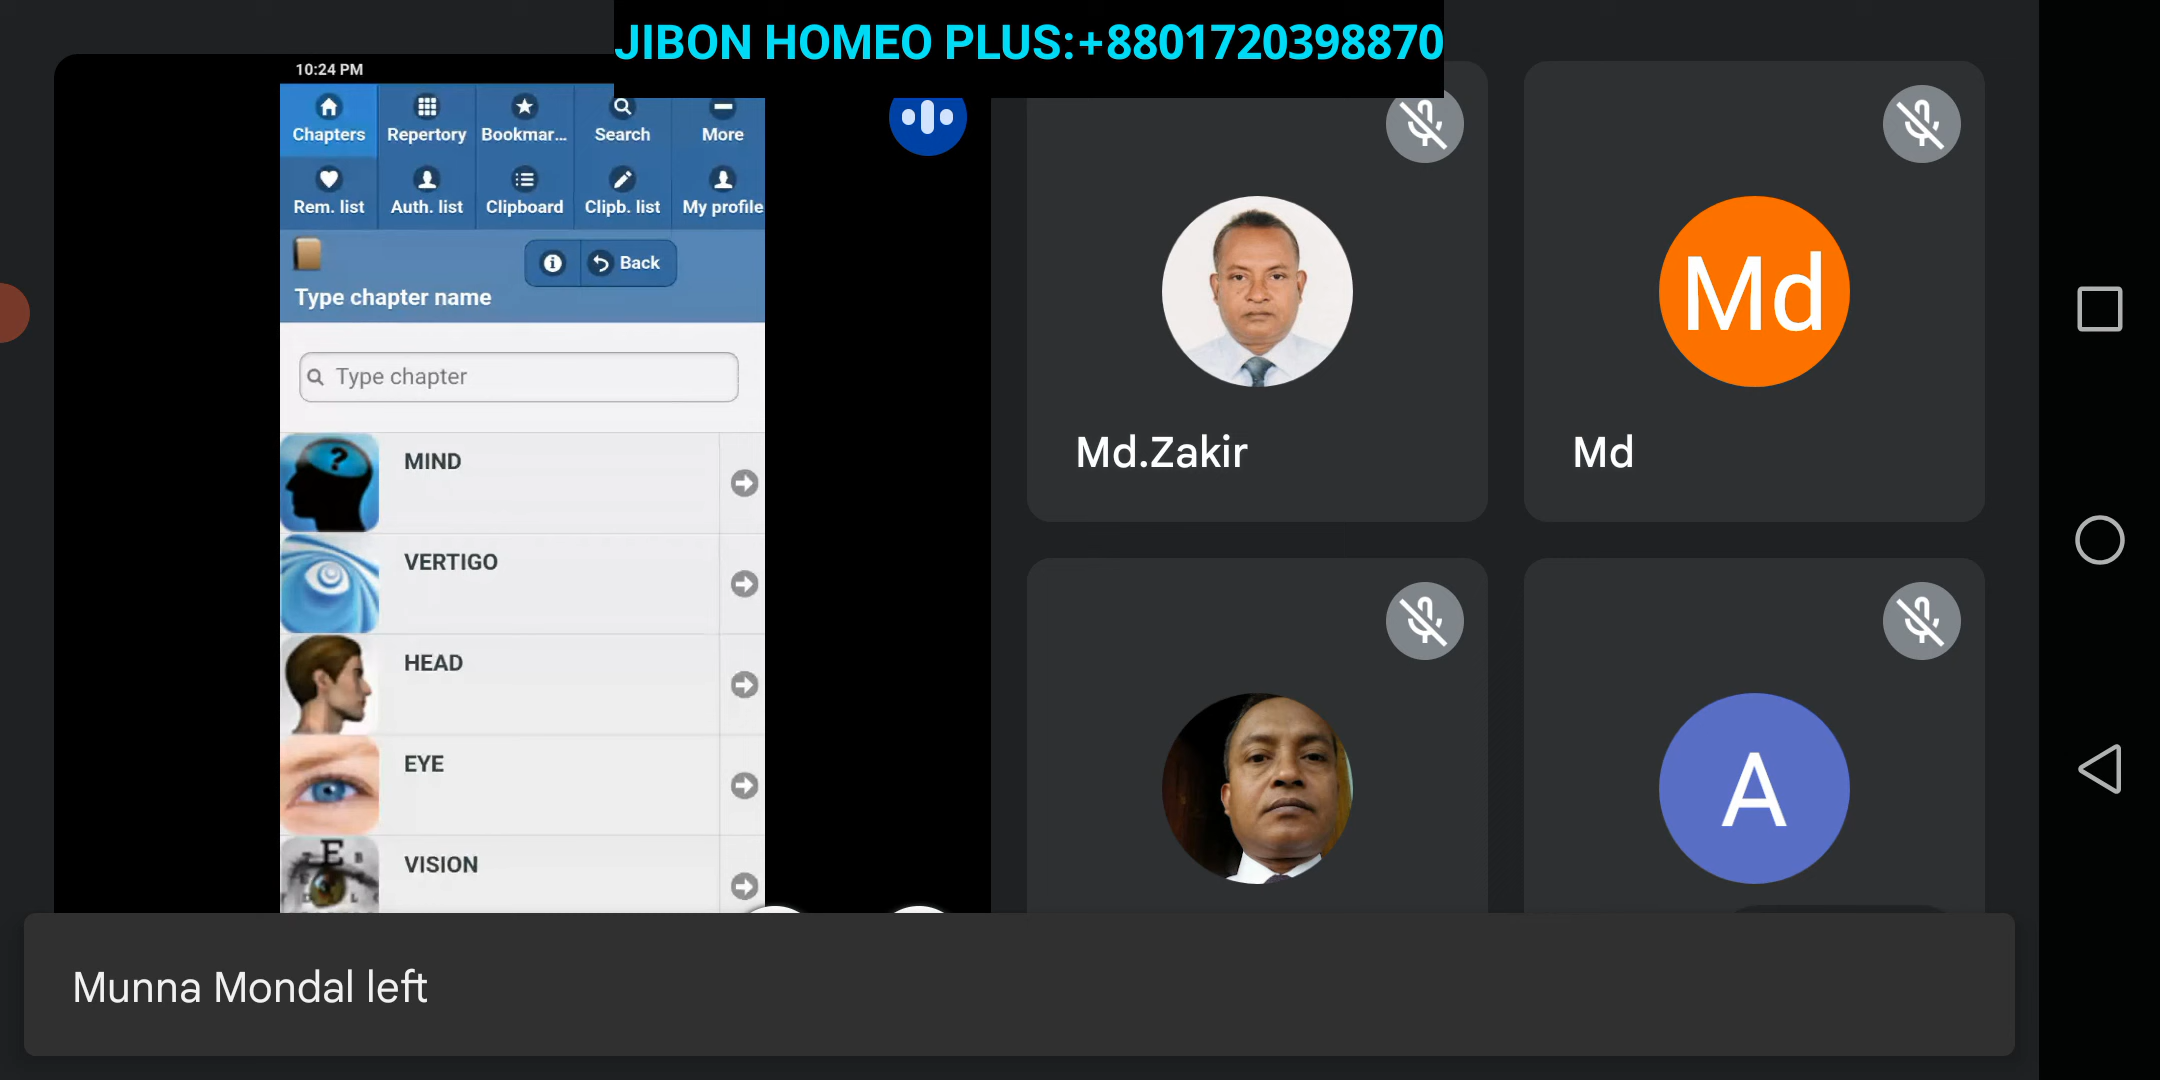 JIBON HOMEO PLUS:+8801720398870
10:24 PM
Chapters
Repertory
Bookmar...
Search
More
Rem. list
Auth. list
Clipboard
Clipb. list
My profile
Back
Type chapter name
Type chapter
MIND
VERTIGO
HEAD
EYE
VISION
Md.Zakir
Md
Md
A
Munna Mondal left